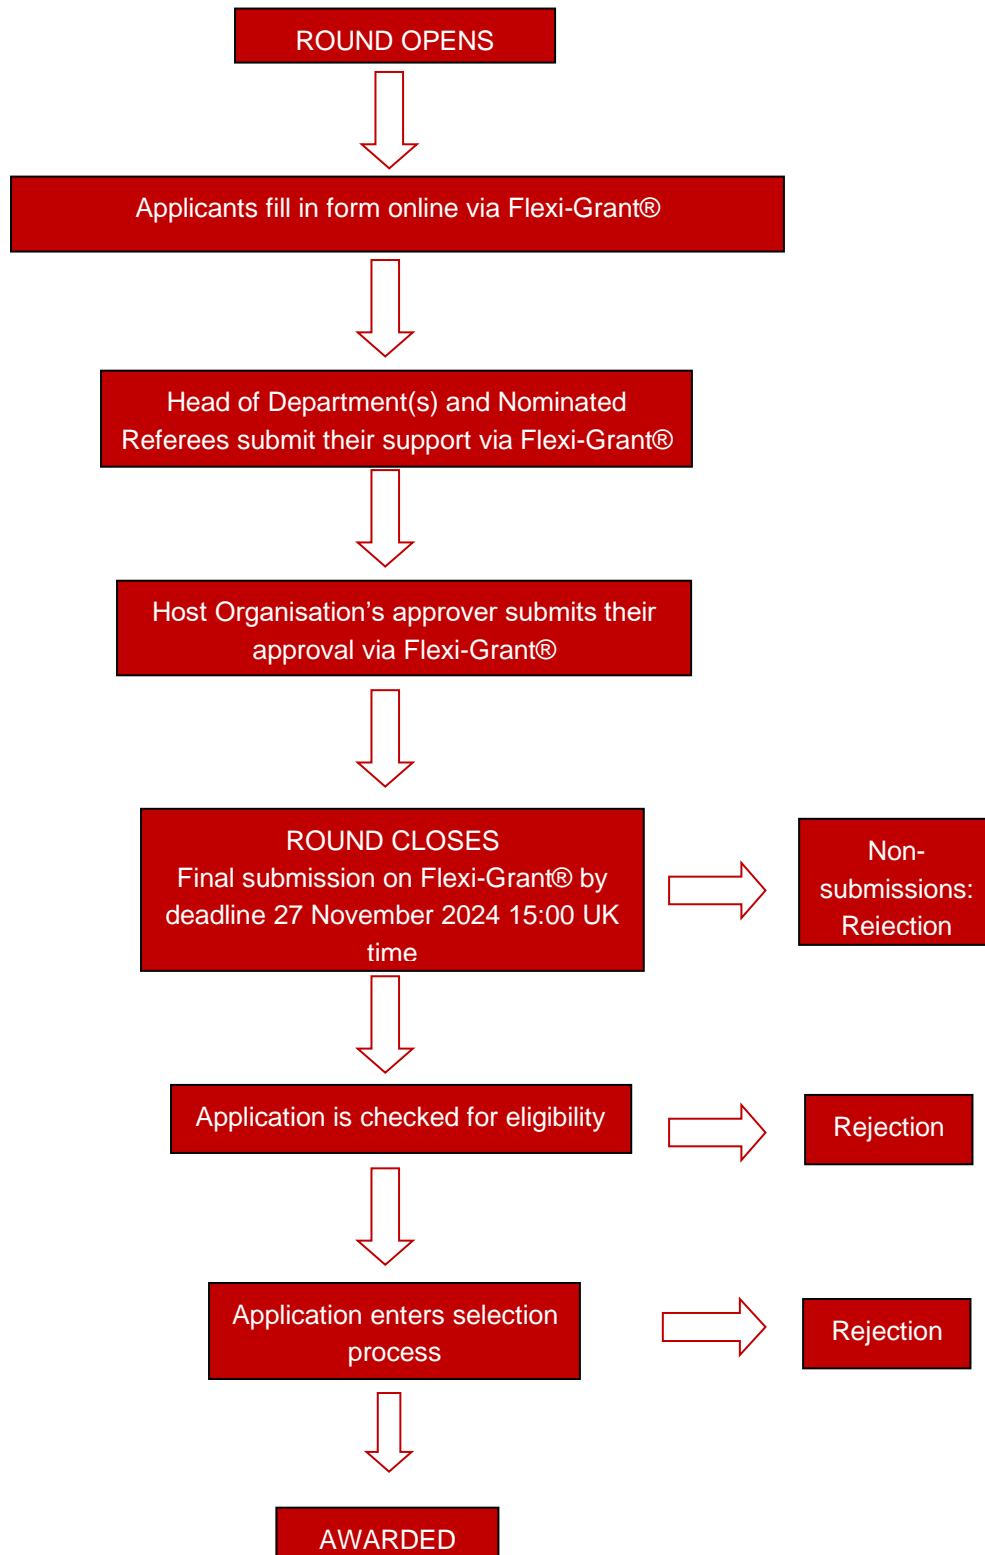 ROUND OPENS
Applicants fill in form online via Flexi-Grant®
Head of Department(s) and Nominated
Referees submit their support via Flexi-Grant®
Host Organisation’s approver submits their
approval via Flexi-Grant®
ROUND CLOSES
Final submission on Flexi-Grant® by
deadline 27 November 2024 15:00 UK
time
Non-
submissions:
Rejection
Application is checked for eligibility
Rejection
Application enters selection
process
Rejection
AWARDED